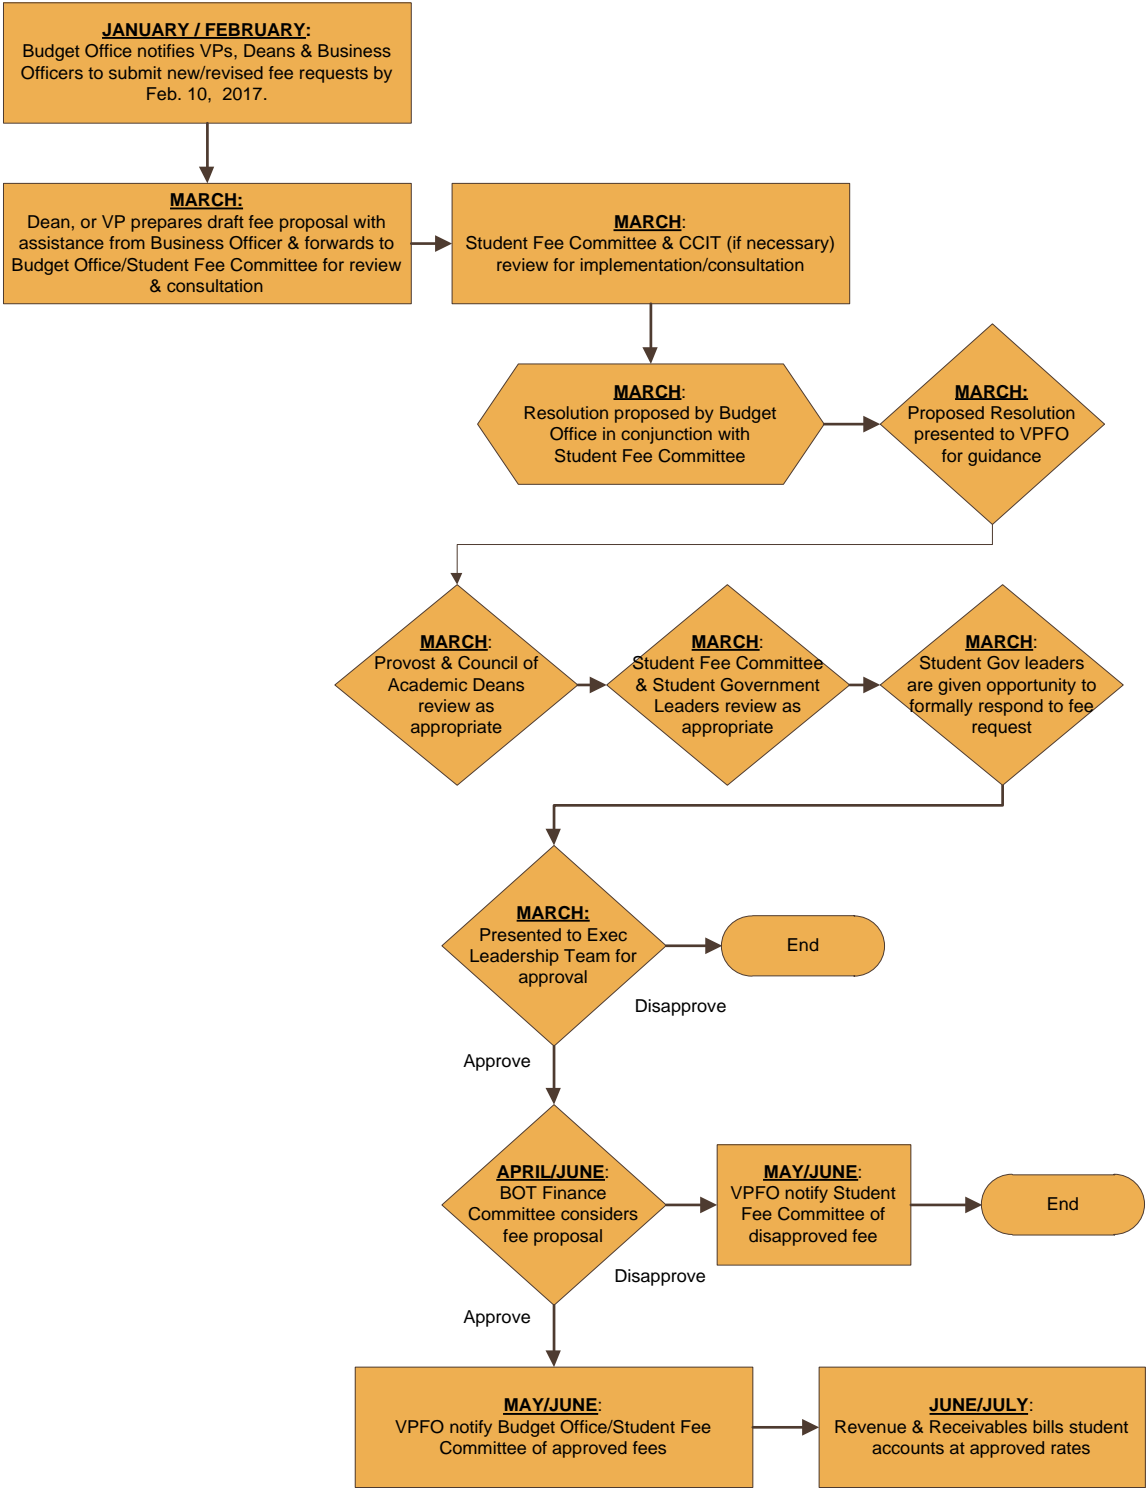 JANUARY / FEBRUARY:
Budget Office notifies VPs, Deans & Business
Officers to submit new/revised fee requests by
Feb. 10, 2017.
MARCH:
Dean, or VP prepares draft fee proposal with
assistance from Business Officer & forwards to
Budget Office/Student Fee Committee for review
& consultation
MARCH:
Student Fee Committee & CCIT (if necessary)
review for implementation/consultation
MARCH:
Resolution proposed by Budget
Office in conjunction with
Student Fee Committee
MARCH:
Proposed Resolution
presented to VPFO
for guidance
MARCH:
Provost & Council of
Academic Deans
review as
appropriate
MARCH:
Student Fee Committee
& Student Government
Leaders review as
appropriate
MARCH:
Student Gov leaders
are given opportunity to
formally respond to fee
request
MARCH:
Presented to Exec
Leadership Team for
approval
End
Disapprove
Approve
APRIL/JUNE:
BOT Finance
Committee considers
fee proposal
MAY/JUNE:
VPFO notify Student
Fee Committee of
disapproved fee
End
Disapprove
Approve
MAY/JUNE:
VPFO notify Budget Office/Student Fee
Committee of approved fees
JUNE/JULY:
Revenue & Receivables bills student
accounts at approved rates